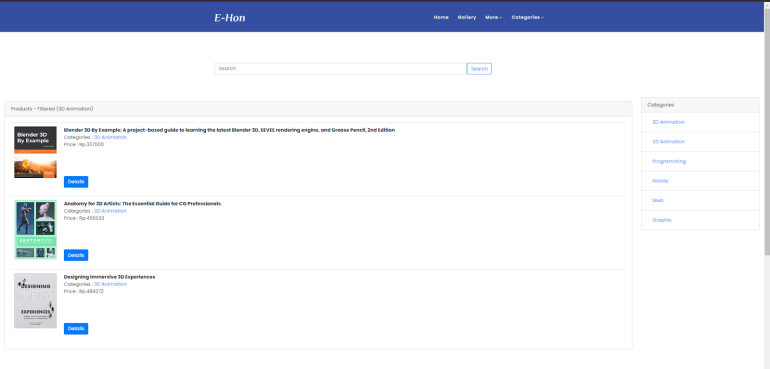 E-Hon
Home Gallery More Categories
Search Search
Products - Filtered (3D Animation)
Blender 3D By Example: A project-based guide to learning the latest Blender 3D, EEVEE rendering engine, and Grease Pencil, 2nd Edition
Categories : 3D Animation
Price : Rp.337000
Details
Blender 3D
By Example
Anatomy for 3D Artists: The Essential Guide for CG Professionals
Categories : 3D Animation
Price : Rp.455633
Details
ANATOMY
Designing Immersive 3D Experiences
Categories : 3D Animation
Price : Rp.484272
Details
DESIGNING
EXPERIENCES
Categories
2D Animation
3D Animation
Programming
Mobile
Web
Graphic